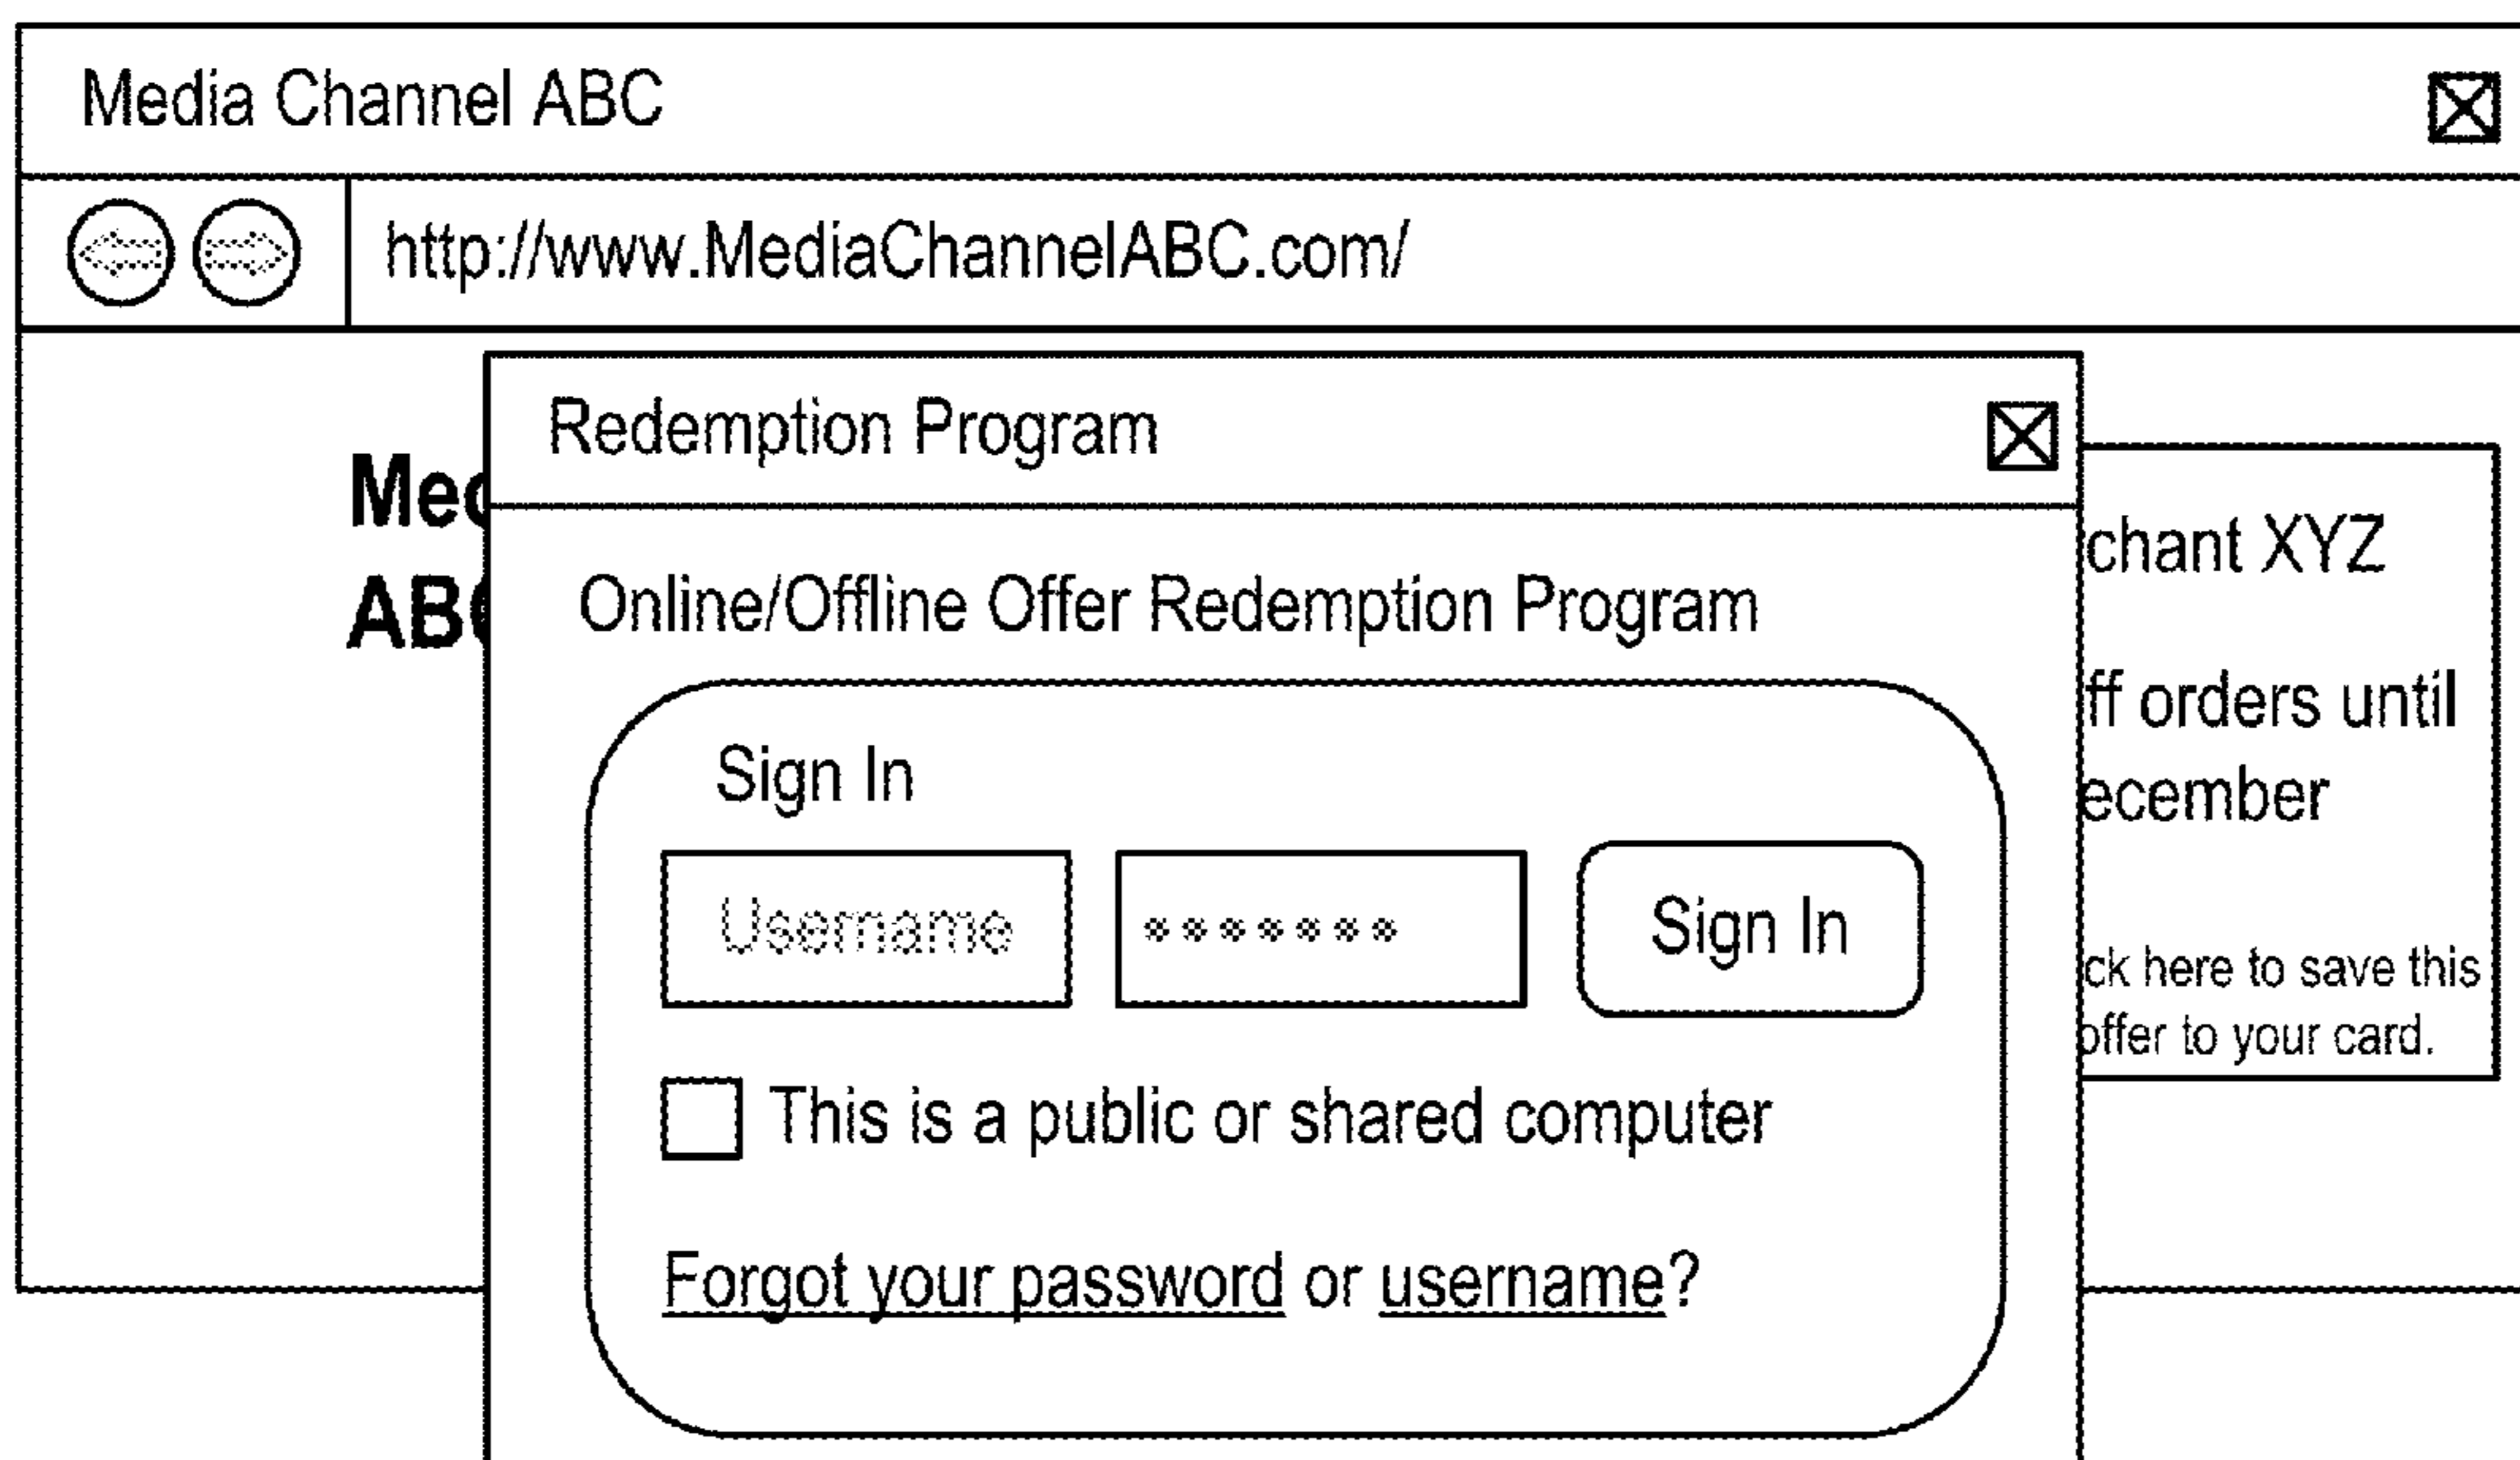 Media Channel ABC
http://www.MediaChannelABC.com/
Redemption Program
Online/Offline Offer Redemption Program
Sign In
Username
*******
Sign In
This is a public or shared computer
Forgot your password or username?
chant XYZ
ff orders until
ecember
ck here to save this
offer to your card.